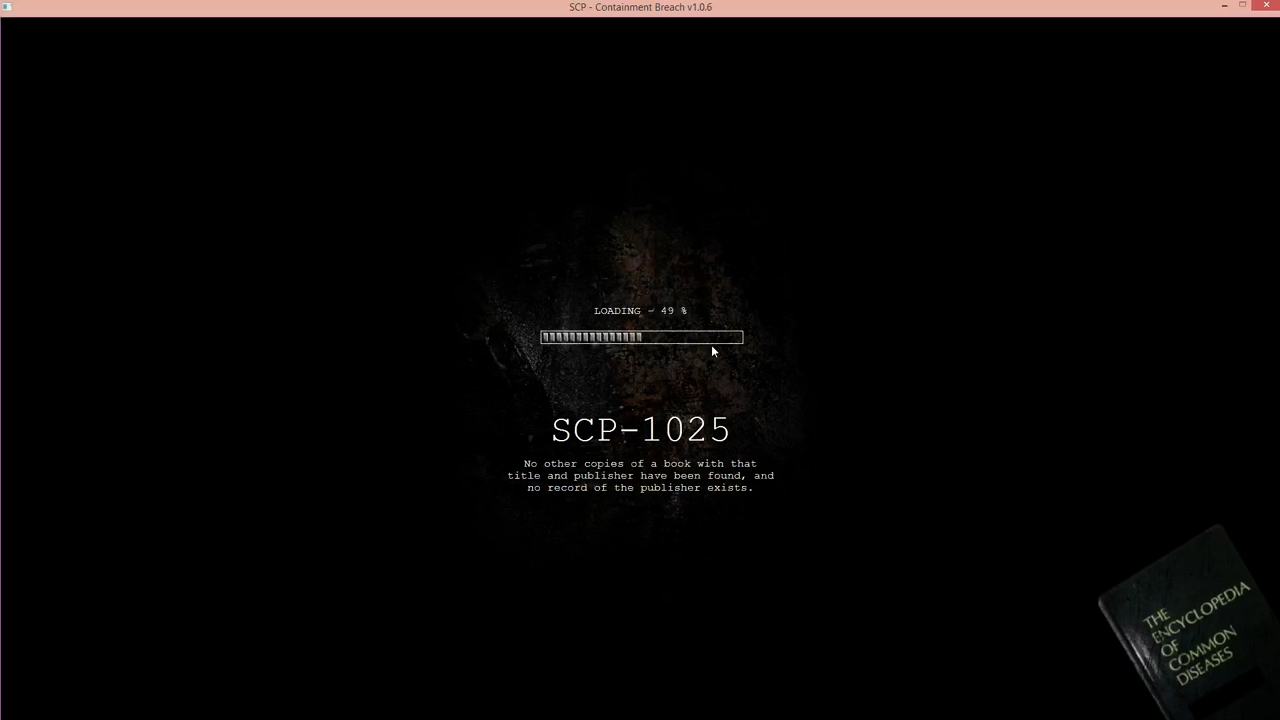 SCP - Containment Breach v1.0.6
LOADING - 49 %
SCP-1025
No other copies of a book with that
title and publisher have been found, and
no record of the publisher exists.
THE
ENCYCLOPEDIA
OF
COMMON
DISEASES